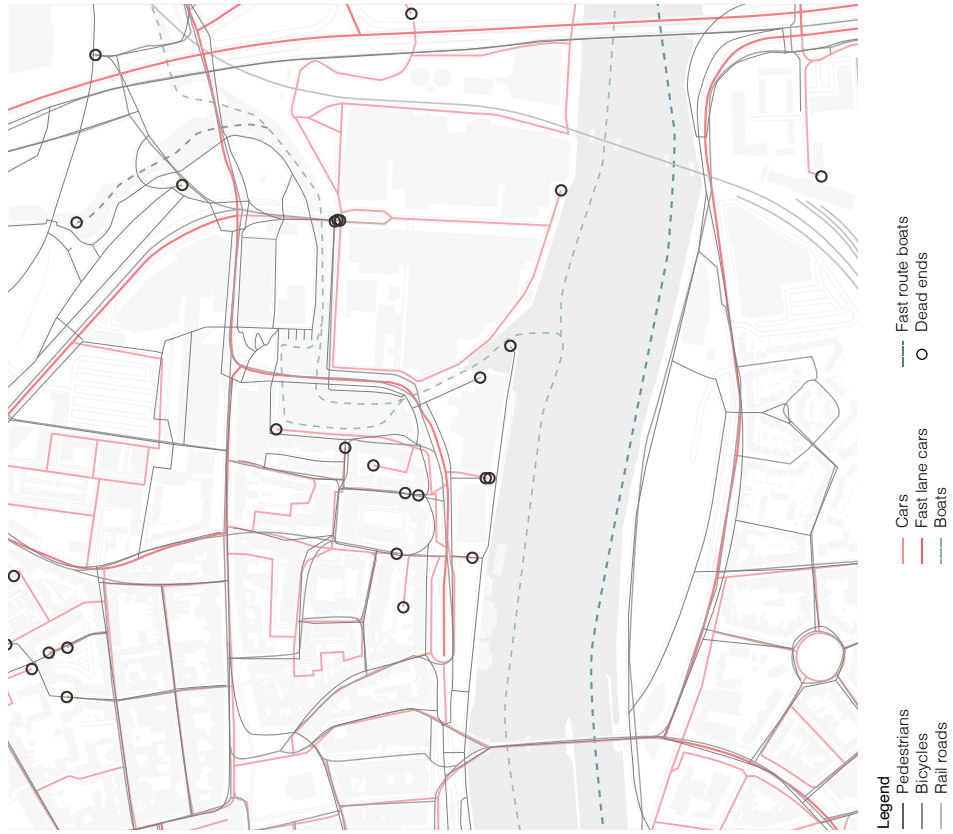 Legend
Pedestrians
Bicycles
Rail roads
Cars
Fast lane cars
Boats
Fast route boats
Dead ends